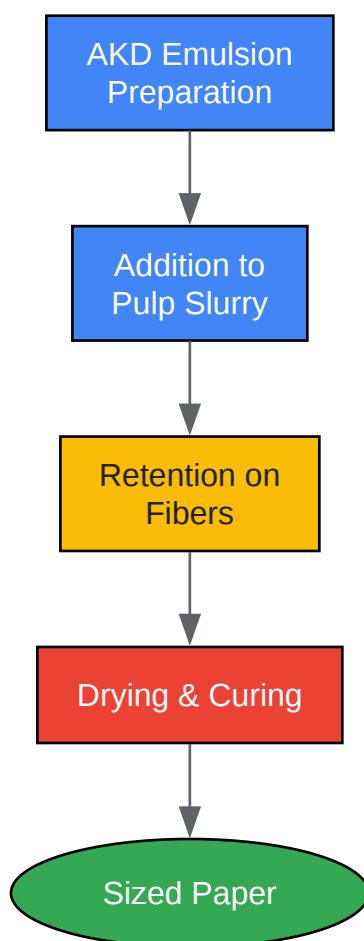 AKD Emulsion
Preparation
Addition to
Pulp Slurry
Retention on
Fibers
Drying & Curing
Sized Paper